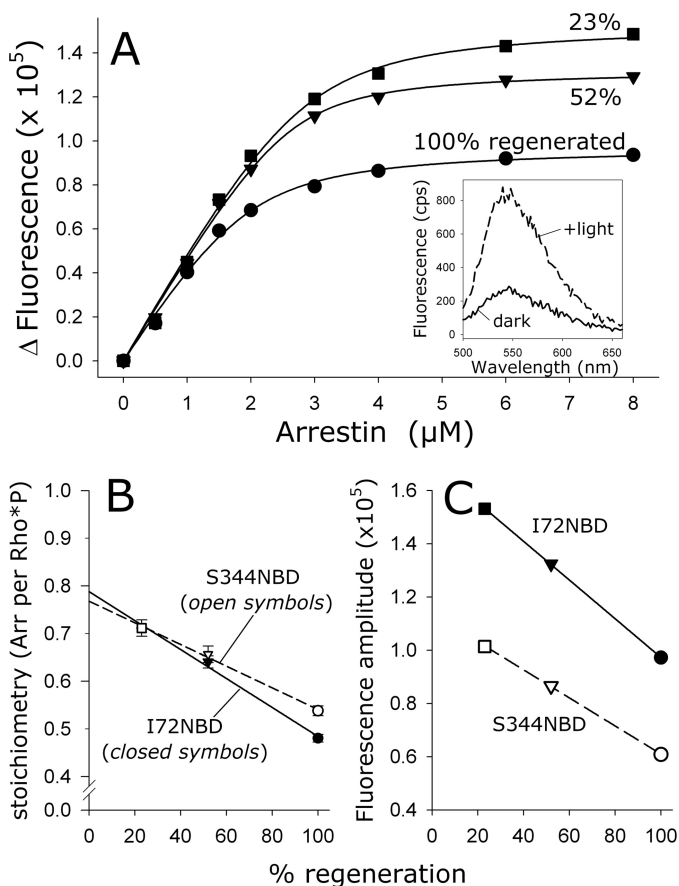 A
Δ Fluorescence (x 10⁵)
1.4
1.2
1.0
0.8
0.6
0.4
0.2
0.0
23%
52%
100% regenerated
Fluorescence (cps)
800
600
400
200
0
+light
dark
500 550 600 650
Wavelength (nm)
0 1 2 3 4 5 6 7 8
Arrestin (μM)
B
stoichiometry (Arr per Rho*P)
1.0
0.9
0.8
0.7
0.6
0.5
0.4
0.0
S344NBD
(open symbols)
I72NBD
(closed symbols)
0 20 40 60 80 100
C
Fluorescence amplitude (x10⁵)
1.6
1.4
1.2
1.0
0.8
0.6
0.4
I72NBD
S344NBD
0 20 40 60 80 100
% regeneration